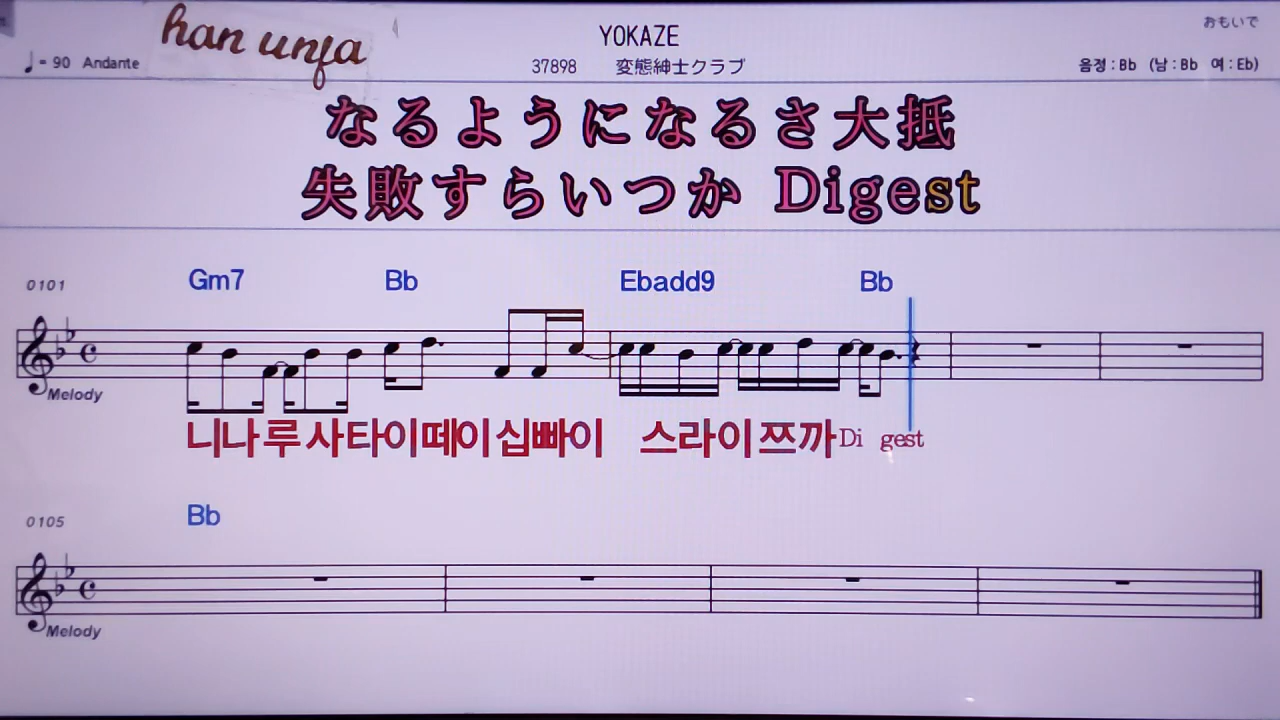 han unja
YOKAZE
おもいで
♩= 90 Andante
37898 変態紳士クラブ
음정 : Bb (남 : Bb 여 : Eb)
なるようになるさ大抵
失敗すらいつか Digest
0101
Gm7 Bb Ebadd9 Bb
Melody
니나루사타이떼이십빠이 스라이쯔까 Di gest
0105
Bb
Melody